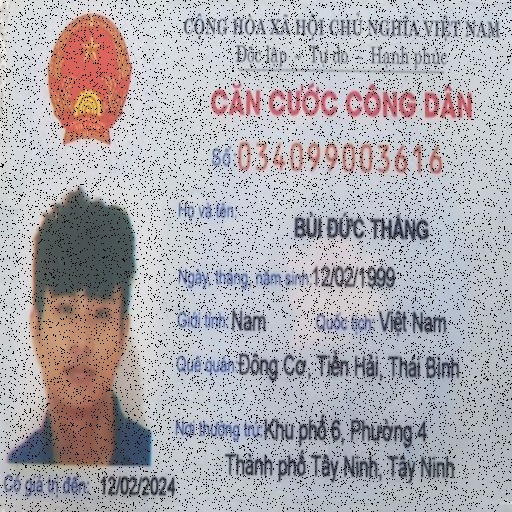 CỘNG HÒA XÃ HỘI CHỦ NGHĨA VIỆT NAM
Độc lập - Tự do - Hạnh phúc
CĂN CƯỚC CÔNG DÂN
Số: 034099003616
Họ và tên:
BÙI ĐỨC THẮNG
Ngày, tháng, năm sinh: 12/02/1999
Giới tính: Nam Quốc tịch: Việt Nam
Quê quán: Đông Cơ, Tiền Hải, Thái Bình
Nơi thường trú: Khu phố 6, Phường 4
Thành phố Tây Ninh, Tây Ninh
Có giá trị đến: 12/02/2024